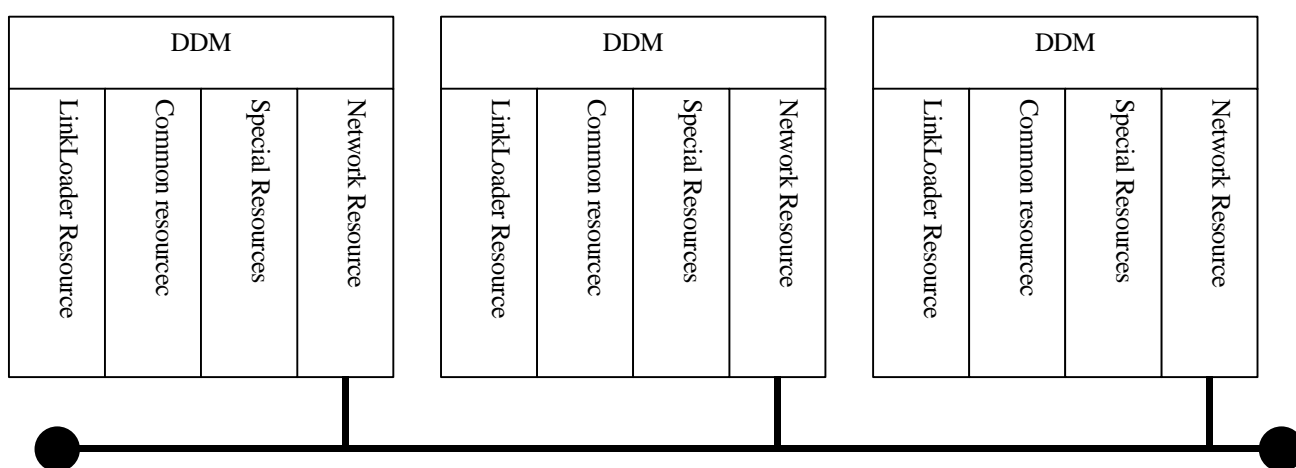 DDM
LinkLoader Resource
Common resourcec
Special Resources
Network Resource
DDM
LinkLoader Resource
Common resourcec
Special Resources
Network Resource
DDM
LinkLoader Resource
Common resourcec
Special Resources
Network Resource